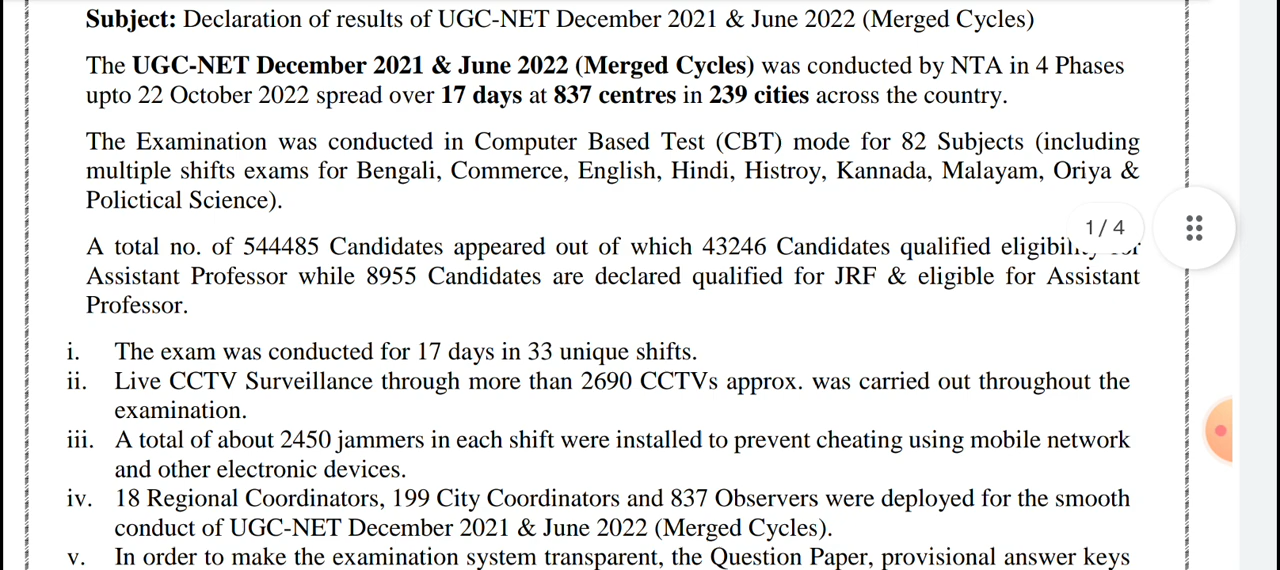 Subject: Declaration of results of UGC-NET December 2021 & June 2022 (Merged Cycles)
The UGC-NET December 2021 & June 2022 (Merged Cycles) was conducted by NTA in 4 Phases
upto 22 October 2022 spread over 17 days at 837 centres in 239 cities across the country.
The Examination was conducted in Computer Based Test (CBT) mode for 82 Subjects (including
multiple shifts exams for Bengali, Commerce, English, Hindi, Histroy, Kannada, Malayam, Oriya &
Polictical Science).
1 / 4
A total no. of 544485 Candidates appeared out of which 43246 Candidates qualified
Assistant Professor while 8955 Candidates are declared qualified for JRF & eligible for Assistant
Professor.
i. The exam was conducted for 17 days in 33 unique shifts.
ii. Live CCTV Surveillance through more than 2690 CCTVs approx. was carried out throughout the
examination.
iii. A total of about 2450 jammers in each shift were installed to prevent cheating using mobile network
and other electronic devices.
iv. 18 Regional Coordinators, 199 City Coordinators and 837 Observers were deployed for the smooth
conduct of UGC-NET December 2021 & June 2022 (Merged Cycles).
v. In order to make the examination system transparent, the Question Paper, provisional answer keys